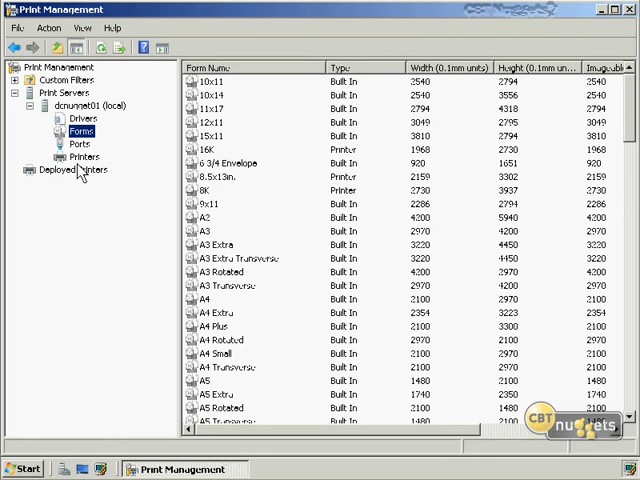 Print Management
File Action View Help
Print Management
Custom Filters
Print Servers
dcnugget01 (local)
Drivers
Forms
Ports
Printers
Deployed Printers
Form Name Type Width (0.1mm units) Height (0.1mm un... Imageabl
10x11 Built In 2540 2794 2540
10x14 Built In 2540 3556 2540
11x17 Built In 2794 4318 2794
12x11 Built In 3049 2795 3049
15x11 Built In 3810 2794 3810
16K Printer 1968 2730 1968
6 3/4 Envelope Built In 920 1651 920
8.5x13in. Printer 2159 3302 2159
8K Printer 2730 3937 2730
9x11 Built In 2286 2794 2286
A2 Built In 4200 5940 4200
A3 Built In 2970 4200 2970
A3 Extra Built In 3220 4450 3220
A3 Extra Transverse Built In 3220 4450 3220
A3 Rotated Built In 4200 2970 4200
A3 Transverse Built In 2970 4200 2970
A4 Built In 2100 2970 2100
A4 Extra Built In 2354 3223 2354
A4 Plus Built In 2100 3300 2100
A4 Rotated Built In 2970 2100 2970
A4 Small Built In 2100 2970 2100
A4 Transverse Built In 2100 2970 2100
A5 Built In 1480 2100 1480
A5 Extra Built In 1740 2350 1740
A5 Rotated Built In 2100 1480 2100
A5 Transverse Built In 1480 2100 1480
CBT nuggets
Start Print Management